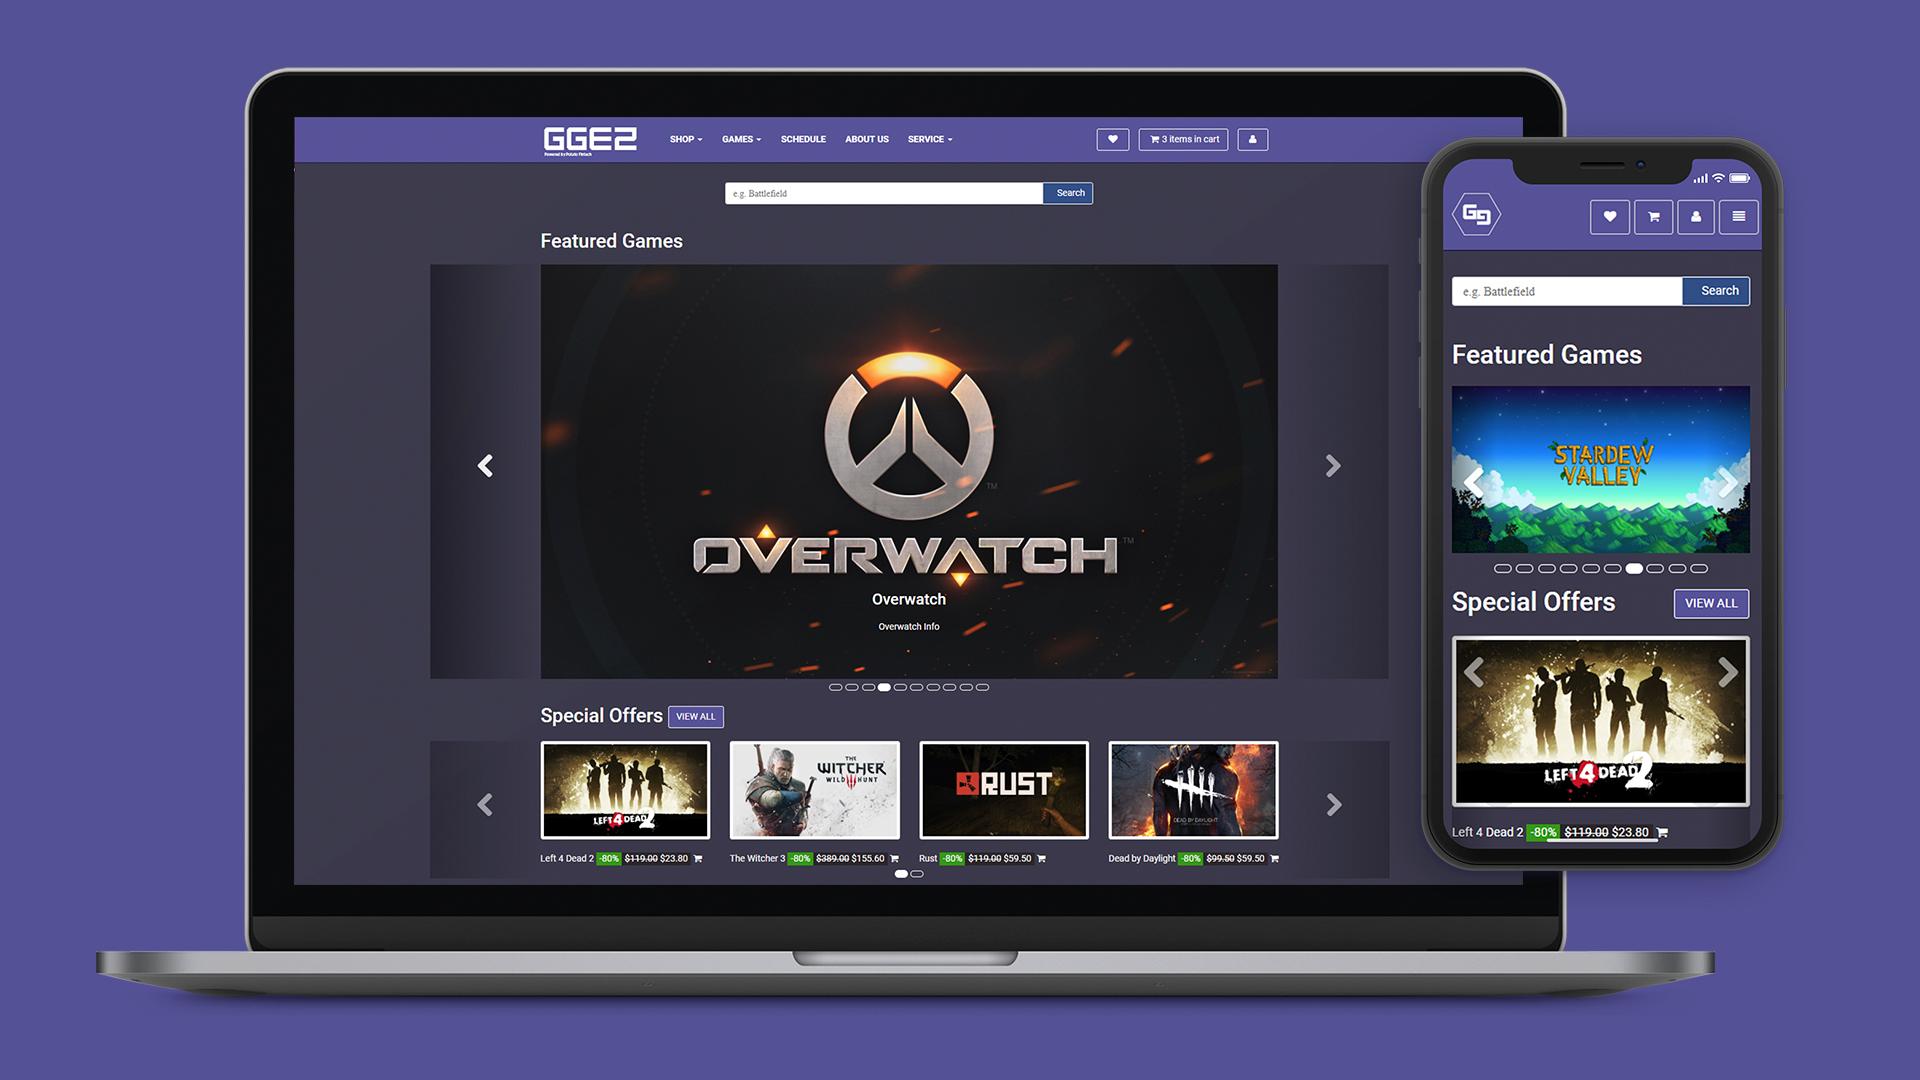 GGEZ
Powered by Potato Fintech
SHOP GAMES SCHEDULE ABOUT US SERVICE 3 items in cart
e.g. Battlefield Search
Featured Games
OVERWATCH TM
TM
Overwatch
Overwatch Info
Special Offers VIEW ALL
LEFT 4 DEAD 2
THE WITCHER WILD HUNT
RUST
DEAD BY DAYLIGHT
Left 4 Dead 2 -80% $119.00 $23.80
The Witcher 3 -80% $389.00 $155.60
Rust -80% $119.00 $59.50
Dead by Daylight -80% $99.50 $59.50
GG
e.g. Battlefield Search
Featured Games
STARDEW
VALLEY
Special Offers VIEW ALL
LEFT 4 DEAD 2
Left 4 Dead 2 -80% $119.00 $23.80